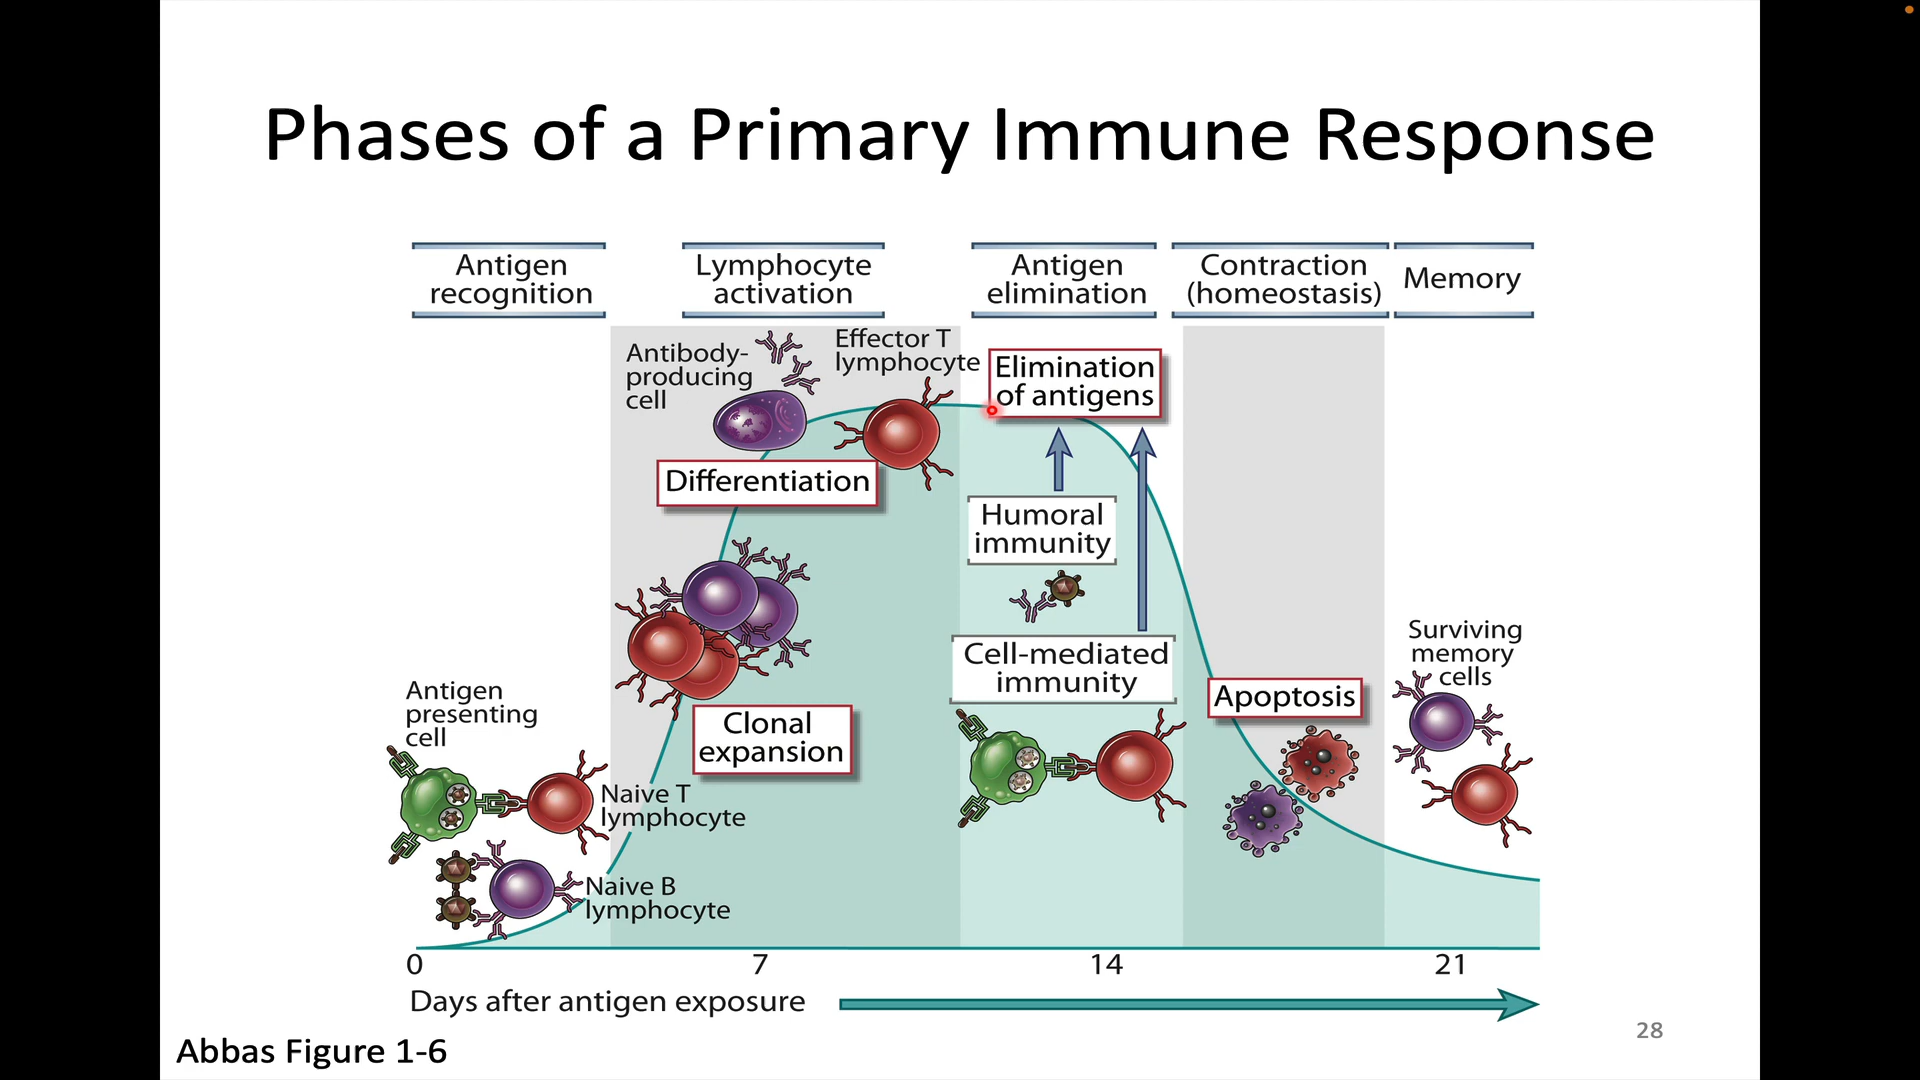 Phases of a Primary Immune Response
Antigen
recognition
Lymphocyte
activation
Antigen
elimination
Contraction
(homeostasis)
Memory
Antibody-
producing
cell
Effector T
lymphocyte
Elimination
of antigens
Differentiation
Humoral
immunity
Cell-mediated
immunity
Clonal
expansion
Apoptosis
Surviving
memory
cells
Antigen
presenting
cell
Naive T
lymphocyte
Naive B
lymphocyte
0
7
14
21
Days after antigen exposure
28
Abbas Figure 1-6